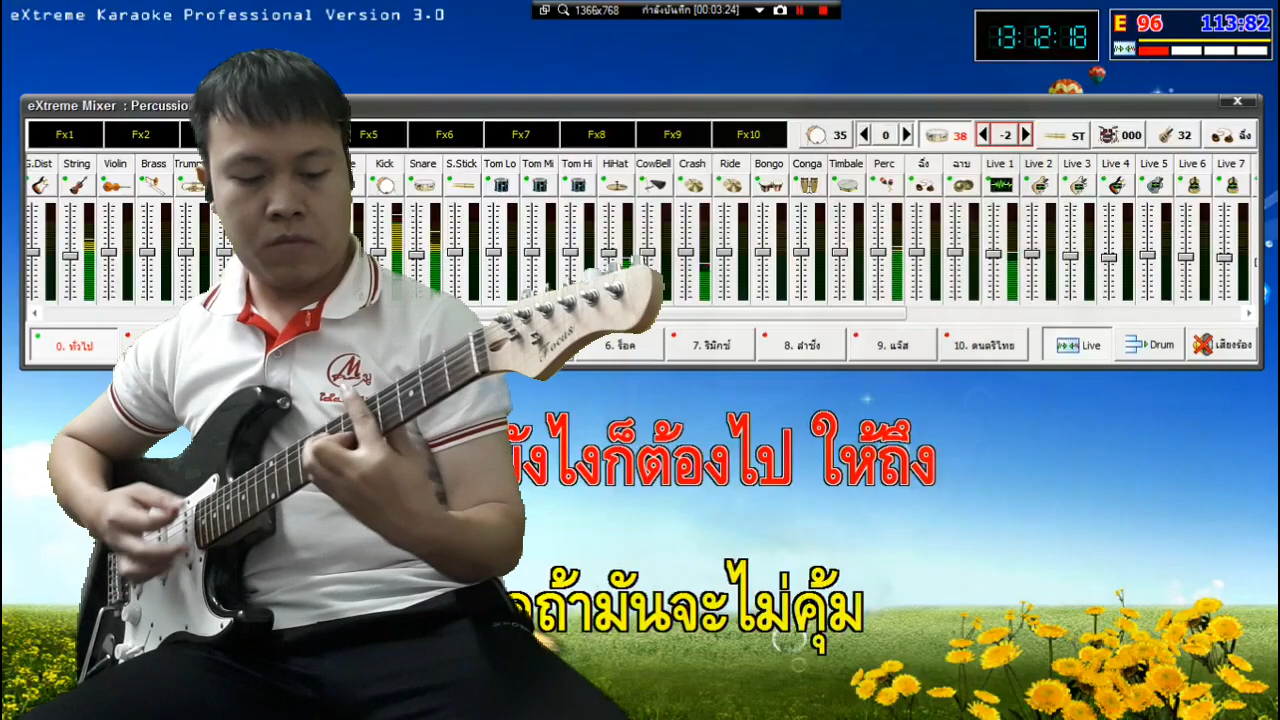 eXtreme Karaoke Professional Version 3.0
1366x768 กำลังบันทึก [00:03:24]
13:12:18
E 96 113:82
eXtreme Mixer : Percussio
Fx1 Fx2 Fx5 Fx6 Fx7 Fx8 Fx9 Fx10 35 0 38 -2 ST 000 32 ฉิ่ง
G.Dist String Violin Brass Trum Kick Snare S.Stick Tom Lo Tom Mi Tom Hi HiHat CowBell Crash Ride Bongo Conga Timbale Perc ฉิ่ง ฉาบ Live 1 Live 2 Live 3 Live 4 Live 5 Live 6 Live 7
0. ทั่วไป 6. ร็อค 7. ริมิกซ์ 8. ลำซิ่ง 9. แจ๊ส 10. ดนตรีไทย Live Drum เสียงร้อง
Focus
ยังไงก็ต้องไป ให้ถึง
ถ้ามันจะไม่คุ้ม